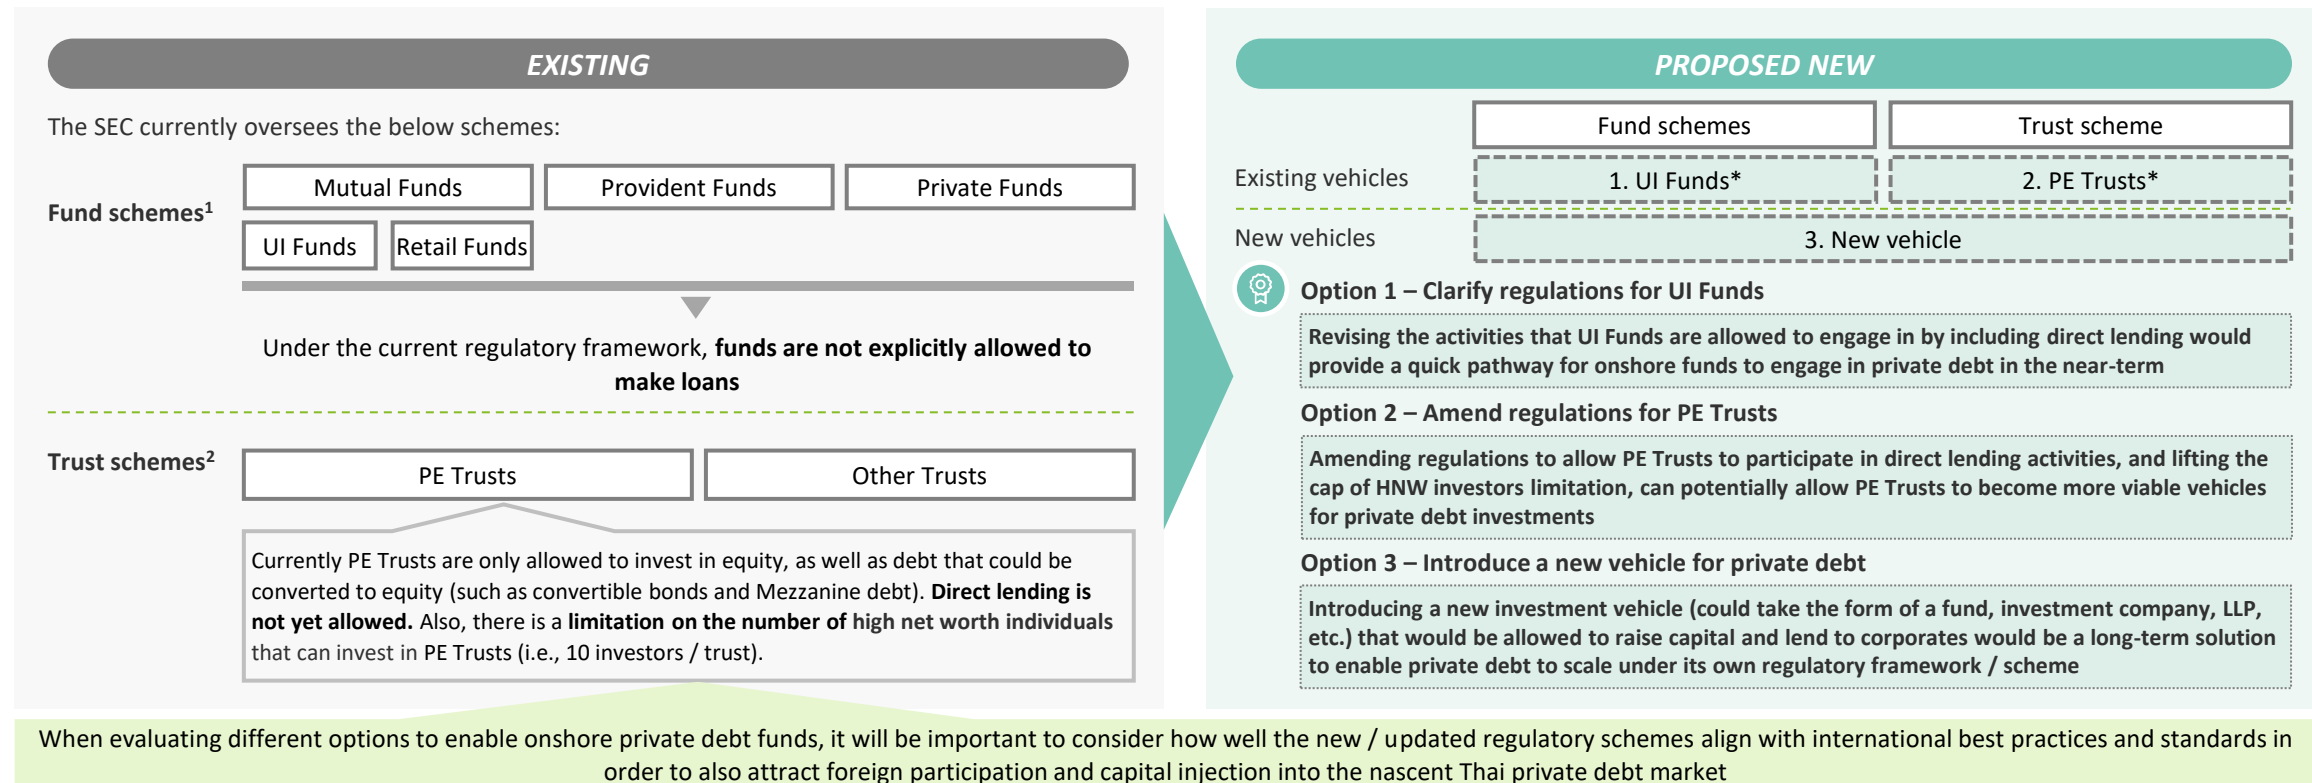 EXISTING
The SEC currently oversees the below schemes:
Fund schemes1
Mutual Funds
Provident Funds
Private Funds
UI Funds
Retail Funds
Under the current regulatory framework, funds are not explicitly allowed to
make loans
Trust schemes2
PE Trusts
Other Trusts
Currently PE Trusts are only allowed to invest in equity, as well as debt that could be
converted to equity (such as convertible bonds and Mezzanine debt). Direct lending is
not yet allowed. Also, there is a limitation on the number of high net worth individuals
that can invest in PE Trusts (i.e., 10 investors / trust).
PROPOSED NEW
Fund schemes
Trust scheme
Existing vehicles
1. UI Funds*
2. PE Trusts*
New vehicles
3. New vehicle
Option 1 – Clarify regulations for UI Funds
Revising the activities that UI Funds are allowed to engage in by including direct lending would
provide a quick pathway for onshore funds to engage in private debt in the near-term
Option 2 – Amend regulations for PE Trusts
Amending regulations to allow PE Trusts to participate in direct lending activities, and lifting the
cap of HNW investors limitation, can potentially allow PE Trusts to become more viable vehicles
for private debt investments
Option 3 – Introduce a new vehicle for private debt
Introducing a new investment vehicle (could take the form of a fund, investment company, LLP,
etc.) that would be allowed to raise capital and lend to corporates would be a long-term solution
to enable private debt to scale under its own regulatory framework / scheme
When evaluating different options to enable onshore private debt funds, it will be important to consider how well the new / updated regulatory schemes align with international best practices and standards in
order to also attract foreign participation and capital injection into the nascent Thai private debt market